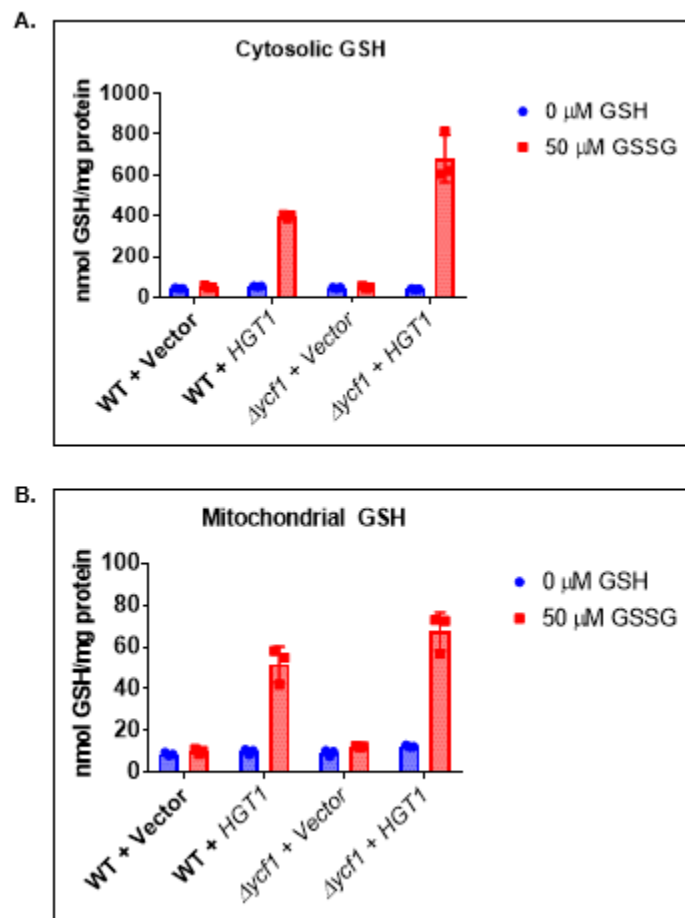 A.
Cytosolic GSH
nmol GSH/mg protein
1000
800
600
400
200
0
0 µM GSH
50 µM GSSG
WT + Vector
WT + HGT1
Δycf1 + Vector
Δycf1 + HGT1
B.
Mitochondrial GSH
nmol GSH/mg protein
100
80
60
40
20
0
0 µM GSH
50 µM GSSG
WT + Vector
WT + HGT1
Δycf1 + Vector
Δycf1 + HGT1